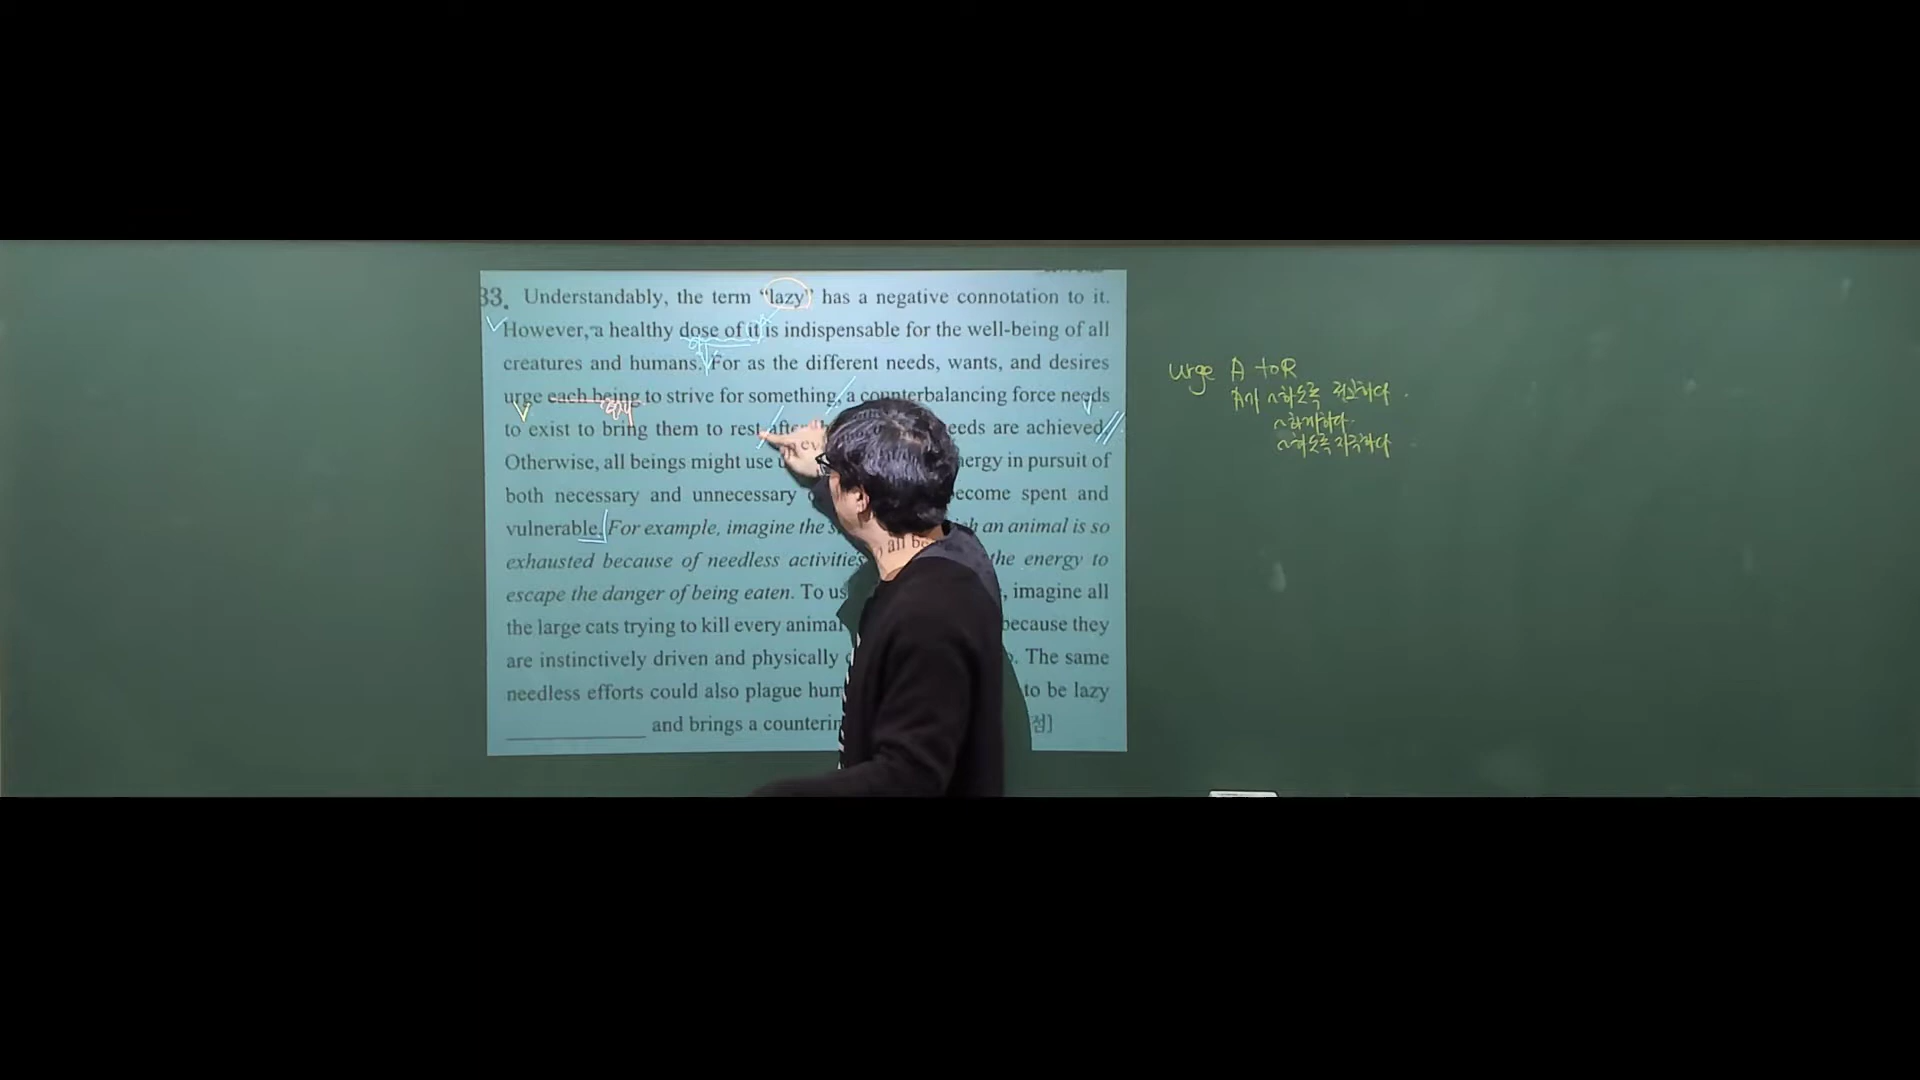 33. Understandably, the term “lazy” has a negative connotation to it.
However, a healthy dose of it is indispensable for the well-being of all
creatures and humans. For as the different needs, wants, and desires
urge each being to strive for something, a counterbalancing force needs
to exist to bring them to rest after needs are achieved.
Otherwise, all beings might use energy in pursuit of
both necessary and unnecessary become spent and
vulnerable. For example, imagine the an animal is so
exhausted because of needless activities the energy to
escape the danger of being eaten. To imagine all
the large cats trying to kill every animal because they
are instinctively driven and physically The same
needless efforts could also plague to be lazy
and brings a 점]
urge A to R
A가 ~하도록
~하게하다
~하도록 자극하다